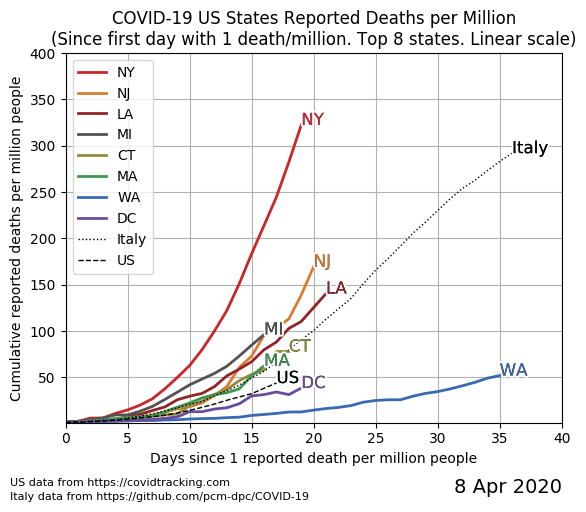 COVID-19 US States Reported Deaths per Million
(Since first day with 1 death/million. Top 8 states. Linear scale)
Cumulative reported deaths per million people
400
350
300
250
200
150
100
50
NY
NJ
LA
MI
CT
MA
WA
DC
Italy
US
NY
Italy
NJ
LA
MI
CT
MA
US
DC
WA
0 5 10 15 20 25 30 35 40
Days since 1 reported death per million people
US data from https://covidtracking.com
Italy data from https://github.com/pcm-dpc/COVID-19
8 Apr 2020